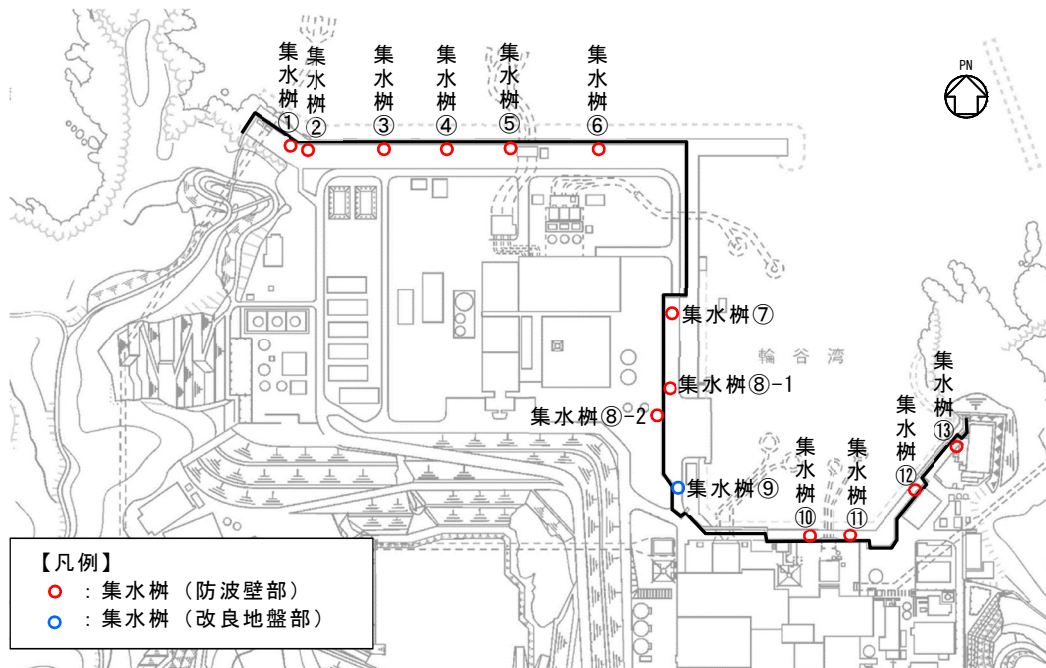 集水桝①
集水桝②
集水桝③
集水桝④
集水桝⑤
集水桝⑥
PN
集水桝⑦
輪谷湾
集水桝⑧-1
集水桝⑧-2
集水桝⑬
集水桝⑫
集水桝⑨
集水桝⑩
集水桝⑪
【凡例】
○ : 集水桝（防波壁部）
○ : 集水桝（改良地盤部）